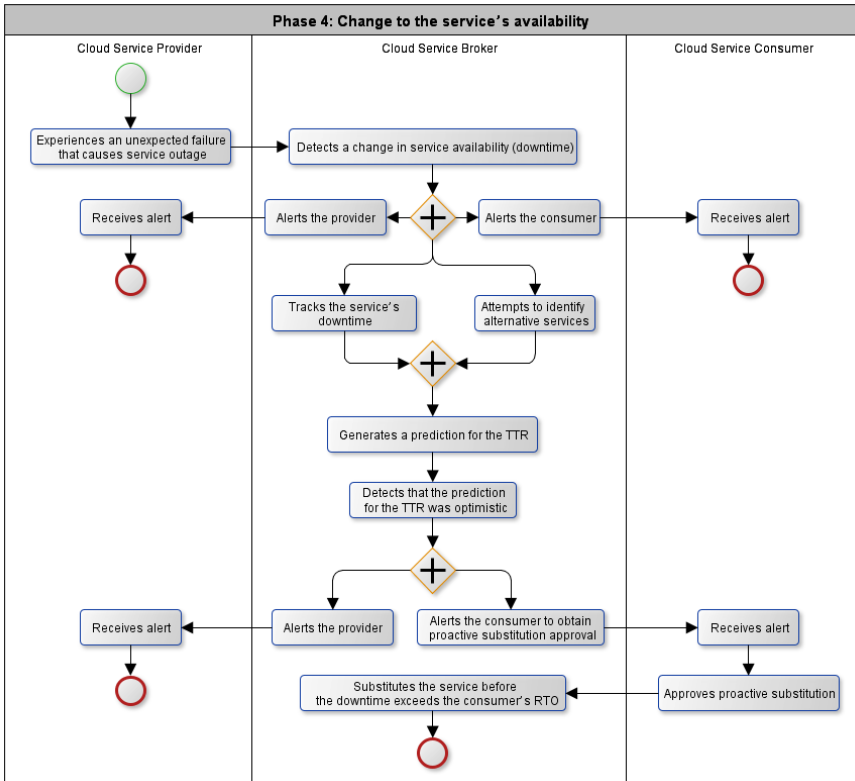 Phase 4: Change to the service's availability
Cloud Service Provider
Cloud Service Broker
Cloud Service Consumer
Experiences an unexpected failure
that causes service outage
Detects a change in service availability (downtime)
Receives alert
Alerts the provider
Alerts the consumer
Receives alert
Tracks the service's
downtime
Attempts to identify
alternative services
Generates a prediction for the TTR
Detects that the prediction
for the TTR was optimistic
Receives alert
Alerts the provider
Alerts the consumer to obtain
proactive substitution approval
Receives alert
Substitutes the service before
the downtime exceeds the consumer's RTO
Approves proactive substitution